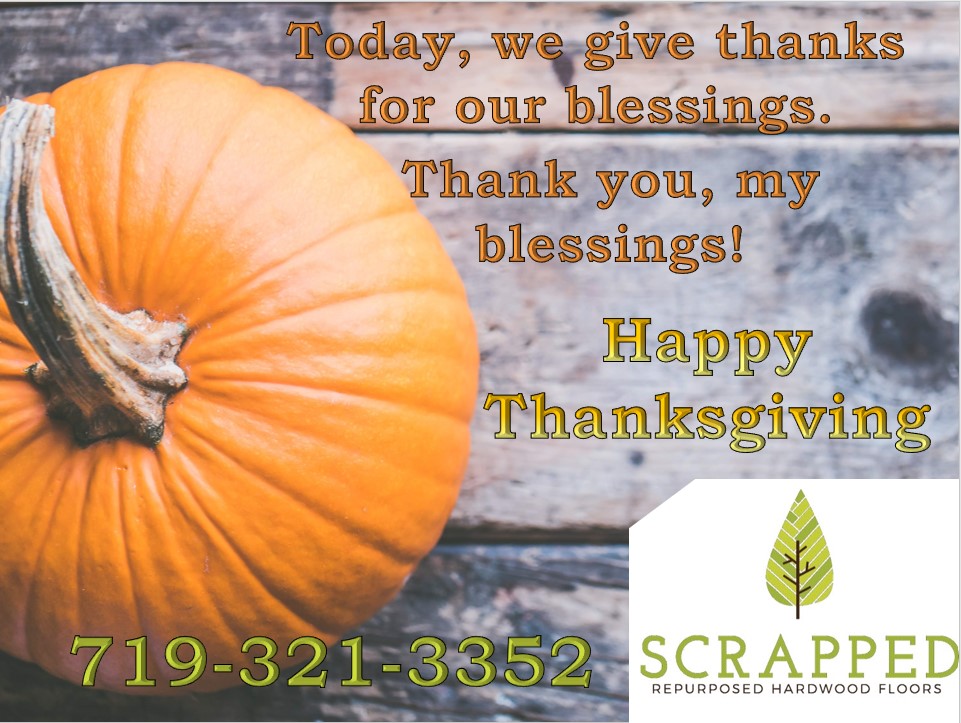 Today, we give thanks
for our blessings.
Thank you, my
blessings!
Happy
Thanksgiving
719-321-3352
SCRAPPED
REPURPOSED HARDWOOD FLOORS